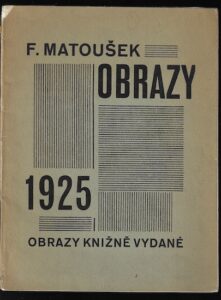 F. MATOUŠEK
OBRAZY
1925
OBRAZY KNIŽNĚ VYDANÉ